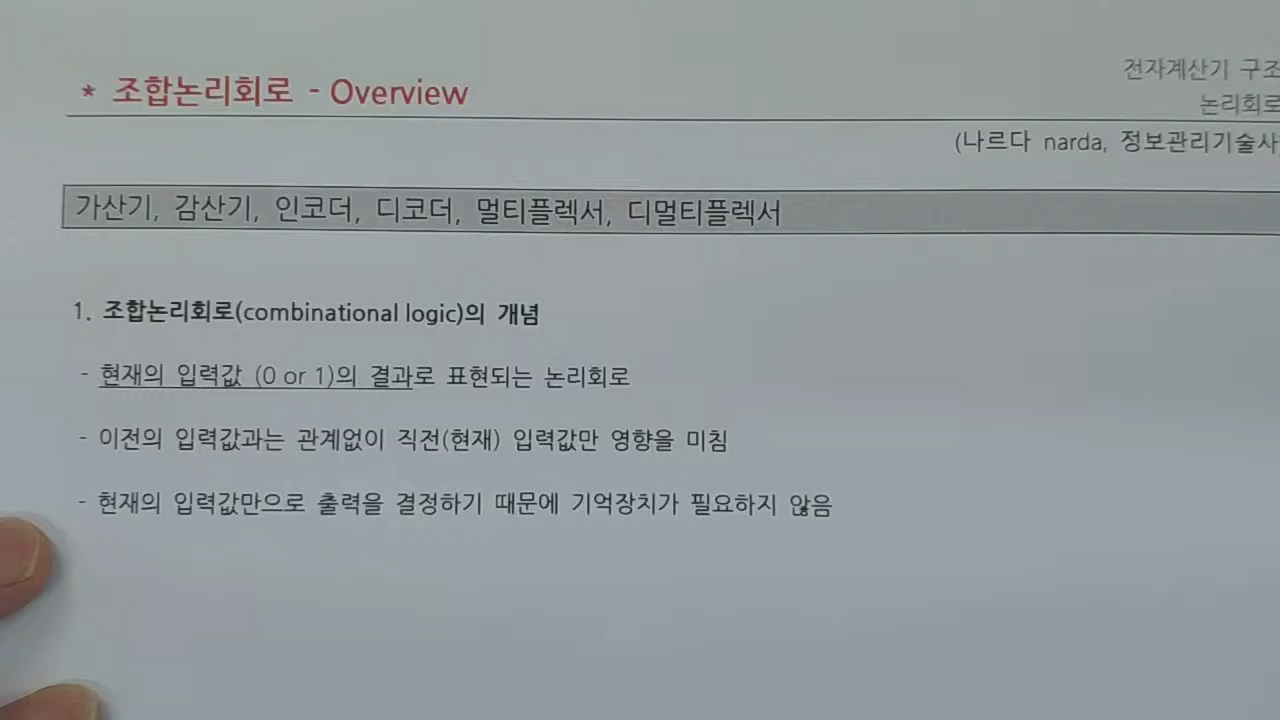 전자계산기 구조
* 조합논리회로 - Overview
논리회로
(나르다 narda, 정보관리기술사
가산기, 감산기, 인코더, 디코더, 멀티플렉서, 디멀티플렉서
1. 조합논리회로(combinational logic)의 개념
- 현재의 입력값 (0 or 1)의 결과로 표현되는 논리회로
- 이전의 입력값과는 관계없이 직전(현재) 입력값만 영향을 미침
- 현재의 입력값만으로 출력을 결정하기 때문에 기억장치가 필요하지 않음